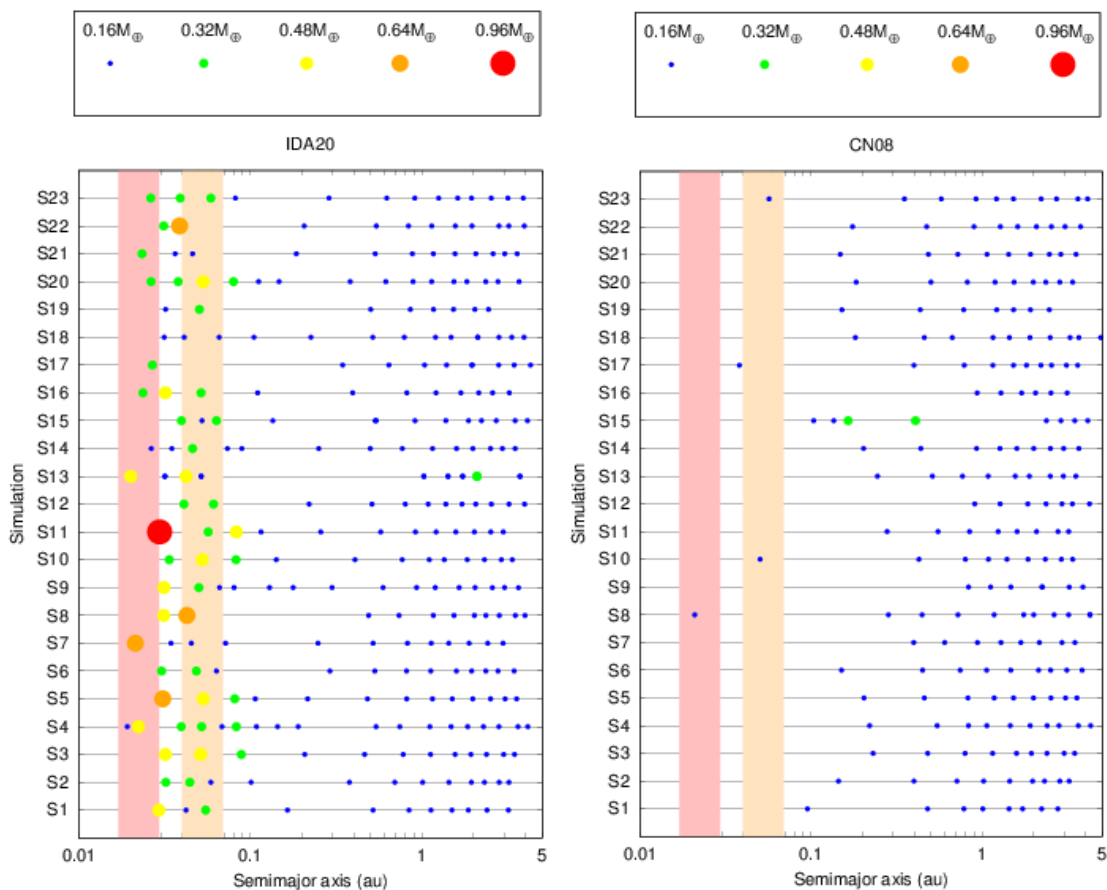 0.16M⊕ 0.32M⊕ 0.48M⊕ 0.64M⊕ 0.96M⊕
IDA20
S23
S22
S21
S20
S19
S18
S17
S16
S15
S14
S13
S12
S11
S10
S9
S8
S7
S6
S5
S4
S3
S2
S1
Simulation
0.01 0.1 1 5
Semimajor axis (au)
0.16M⊕ 0.32M⊕ 0.48M⊕ 0.64M⊕ 0.96M⊕
CN08
S23
S22
S21
S20
S19
S18
S17
S16
S15
S14
S13
S12
S11
S10
S9
S8
S7
S6
S5
S4
S3
S2
S1
Simulation
0.01 0.1 1 5
Semimajor axis (au)